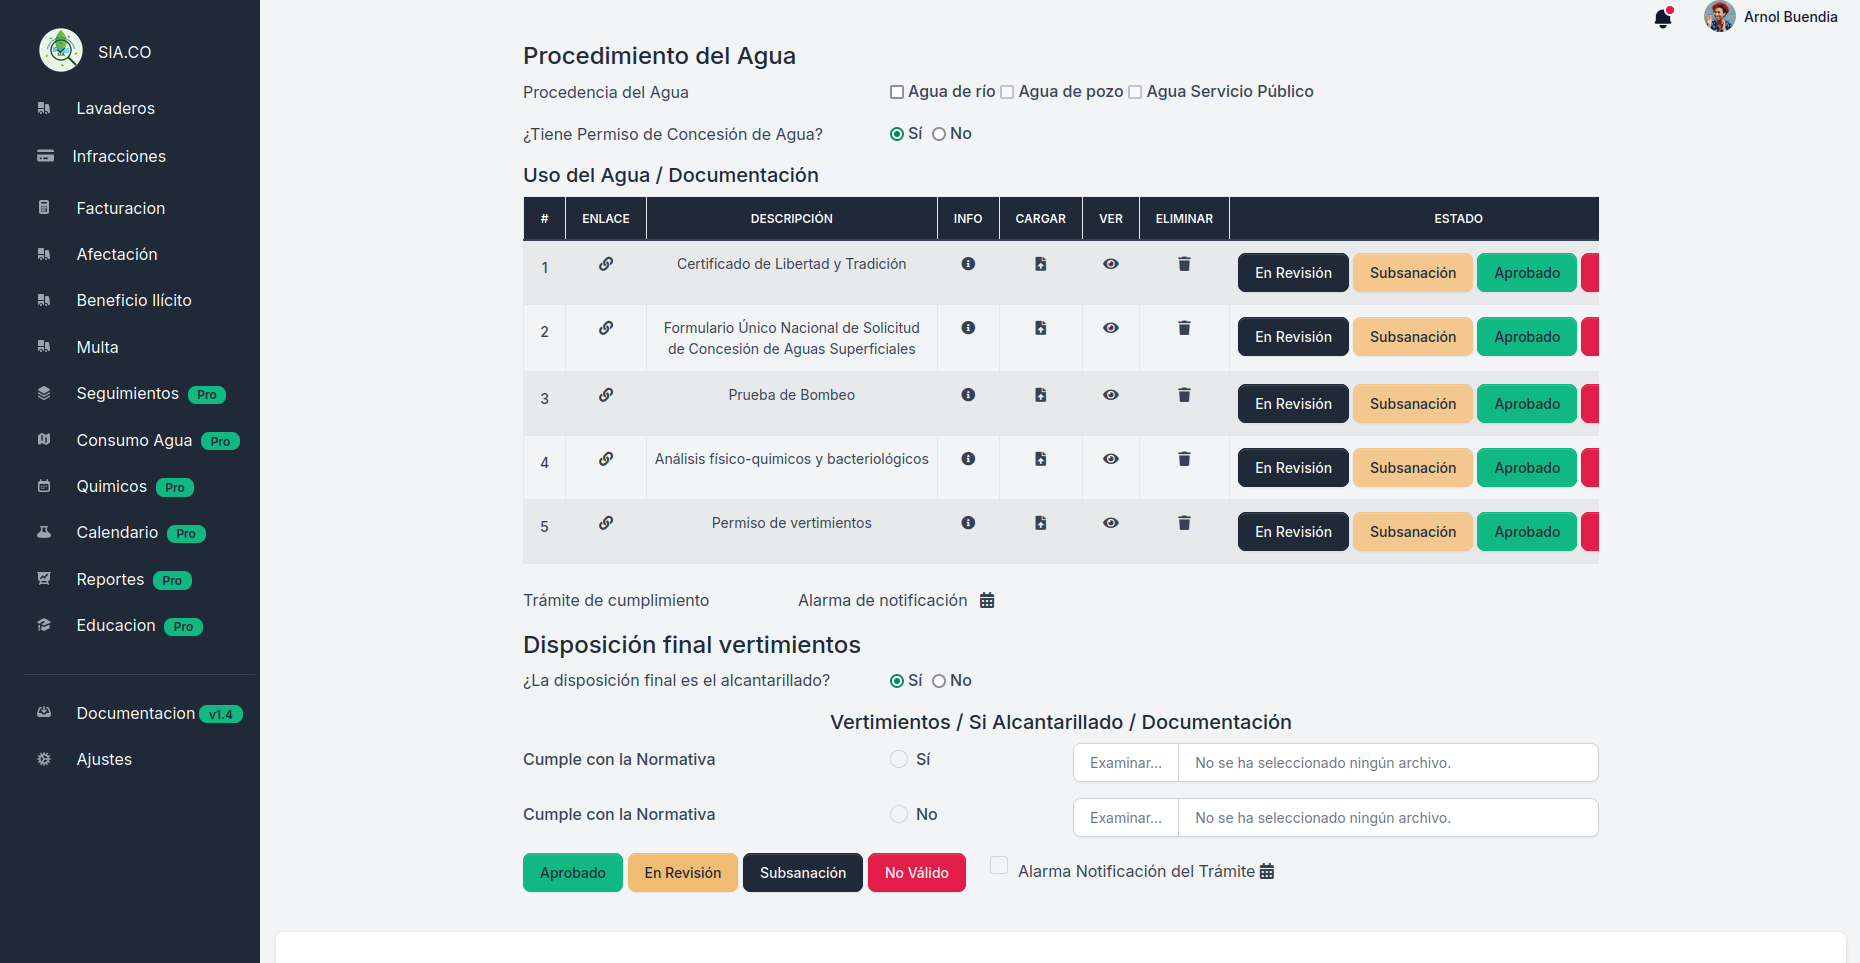 SIA.CO
Lavaderos
Infracciones
Facturacion
Afectación
Beneficio Ilícito
Multa
Seguimientos Pro
Consumo Agua Pro
Quimicos Pro
Calendario Pro
Reportes Pro
Educacion Pro
Documentacion v1.4
Ajustes
Arnol Buendia
Procedimiento del Agua
Procedencia del Agua Agua de río Agua de pozo Agua Servicio Público
¿Tiene Permiso de Concesión de Agua? Sí No
Uso del Agua / Documentación
# ENLACE DESCRIPCIÓN INFO CARGAR VER ELIMINAR ESTADO
1 Certificado de Libertad y Tradición En Revisión Subsanación Aprobado
2 Formulario Único Nacional de Solicitud
de Concesión de Aguas Superficiales En Revisión Subsanación Aprobado
3 Prueba de Bombeo En Revisión Subsanación Aprobado
4 Análisis físico-quimicos y bacteriológicos En Revisión Subsanación Aprobado
5 Permiso de vertimientos En Revisión Subsanación Aprobado
Trámite de cumplimiento Alarma de notificación
Disposición final vertimientos
¿La disposición final es el alcantarillado? Sí No
Vertimientos / Si Alcantarillado / Documentación
Cumple con la Normativa Sí Examinar... No se ha seleccionado ningún archivo.
Cumple con la Normativa No Examinar... No se ha seleccionado ningún archivo.
Aprobado En Revisión Subsanación No Válido Alarma Notificación del Trámite